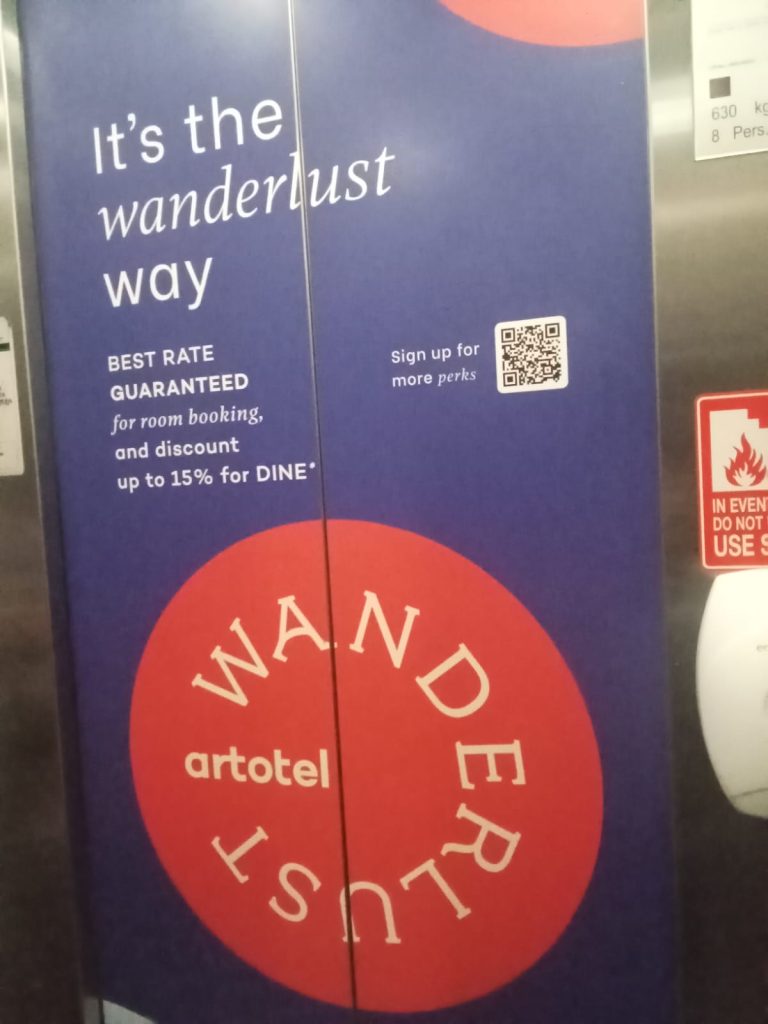 It's the
wanderlust
way
BEST RATE
GUARANTEED
for room booking,
and discount
up to 15% for DINE*
Sign up for
more perks
WANDERLUST
artotel
630 kg
8 Pers.
IN EVENT
DO NOT
USE S